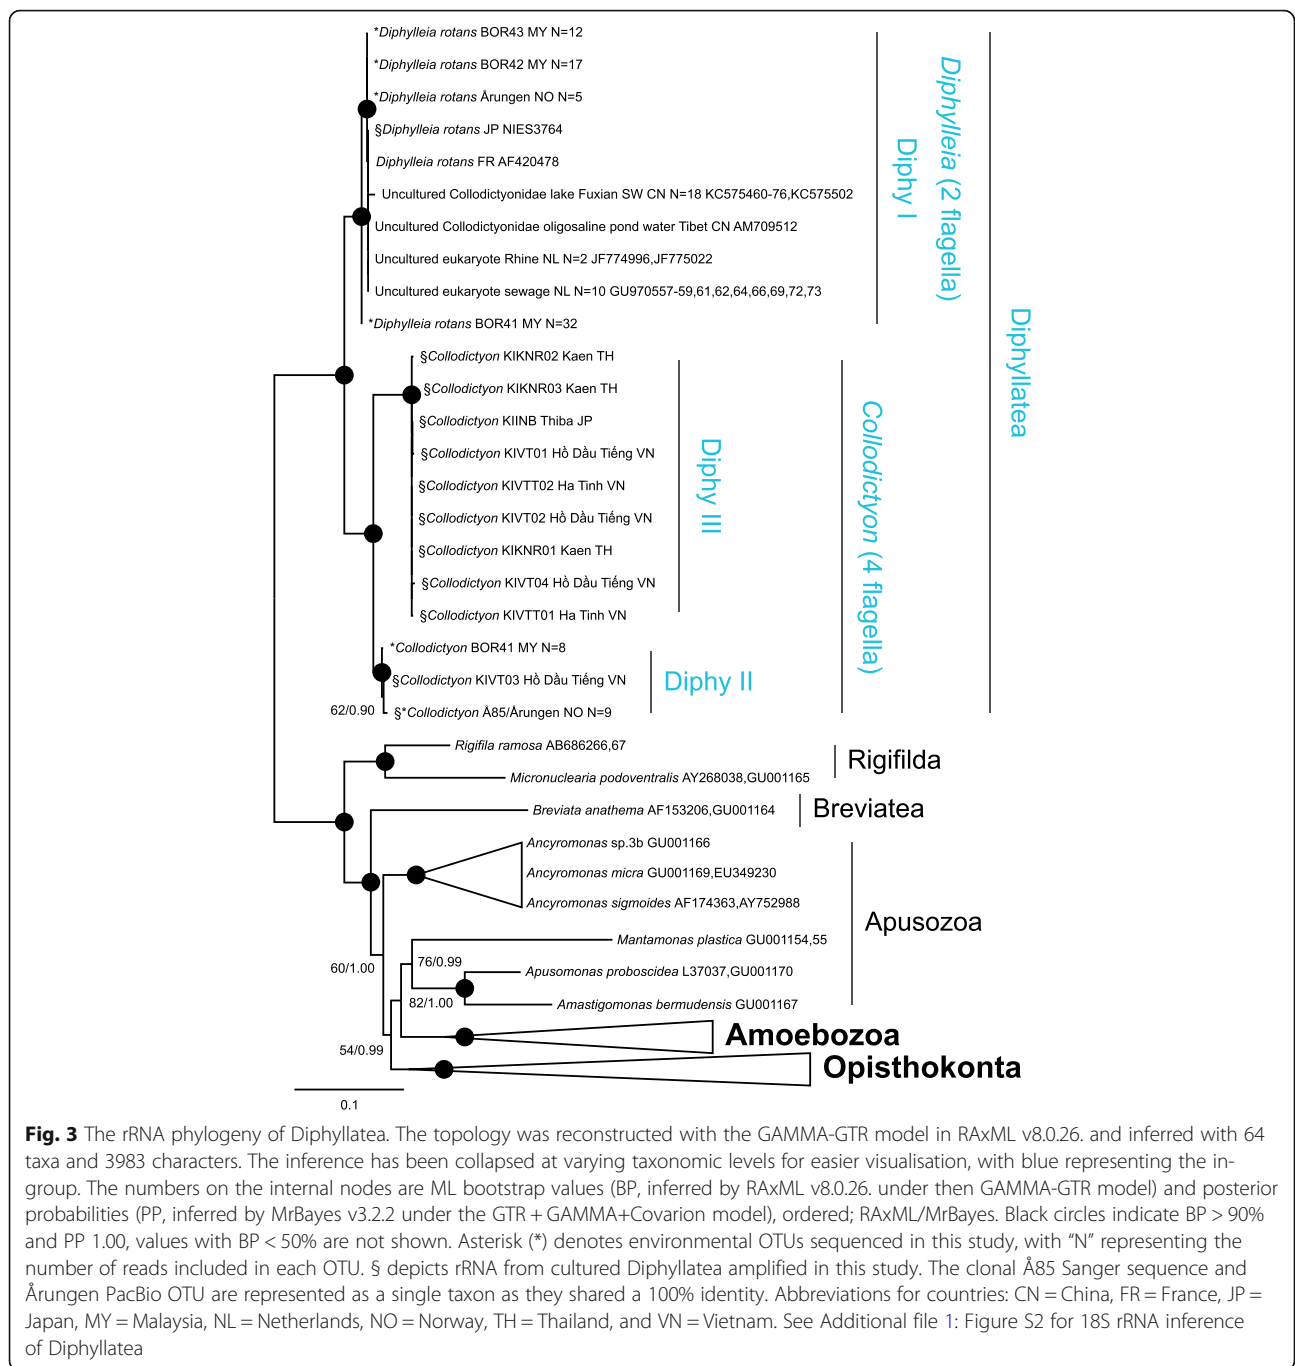 *Diphylleia rotans BOR43 MY N=12
*Diphylleia rotans BOR42 MY N=17
*Diphylleia rotans Årungen NO N=5
§Diphylleia rotans JP NIES3764
Diphylleia rotans FR AF420478
Uncultured Collodictyonidae lake Fuxian SW CN N=18 KC575460-76,KC575502
Uncultured Collodictyonidae oligosaline pond water Tibet CN AM709512
Uncultured eukaryote Rhine NL N=2 JF774996,JF775022
Uncultured eukaryote sewage NL N=10 GU970557-59,61,62,64,66,69,72,73
*Diphylleia rotans BOR41 MY N=32
Diphy I
Diphylleia (2 flagella)
Diphyllatea
§Collodictyon KIKNR02 Kaen TH
§Collodictyon KIKNR03 Kaen TH
§Collodictyon KIINB Thiba JP
§Collodictyon KIVT01 Hồ Dầu Tiếng VN
§Collodictyon KIVTT02 Ha Tinh VN
§Collodictyon KIVT02 Hồ Dầu Tiếng VN
§Collodictyon KIKNR01 Kaen TH
§Collodictyon KIVT04 Hồ Dầu Tiếng VN
§Collodictyon KIVTT01 Ha Tinh VN
Diphy III
Collodictyon (4 flagella)
*Collodictyon BOR41 MY N=8
§Collodictyon KIVT03 Hồ Dầu Tiếng VN
62/0.90
§*Collodictyon Å85/Årungen NO N=9
Diphy II
Rigifila ramosa AB686266,67
Micronuclearia podoventralis AY268038,GU001165
Rigifilda
Breviata anathema AF153206,GU001164
Breviatea
Ancyromonas sp.3b GU001166
Ancyromonas micra GU001169,EU349230
Ancyromonas sigmoides AF174363,AY752988
Apusozoa
Mantamonas plastica GU001154,55
60/1.00
76/0.99
Apusomonas proboscidea L37037,GU001170
82/1.00
Amastigomonas bermudensis GU001167
Amoebozoa
54/0.99
Opisthokonta
0.1
Fig. 3 The rRNA phylogeny of Diphyllatea. The topology was reconstructed with the GAMMA-GTR model in RAxML v8.0.26. and inferred with 64
taxa and 3983 characters. The inference has been collapsed at varying taxonomic levels for easier visualisation, with blue representing the in-
group. The numbers on the internal nodes are ML bootstrap values (BP, inferred by RAxML v8.0.26. under then GAMMA-GTR model) and posterior
probabilities (PP, inferred by MrBayes v3.2.2 under the GTR + GAMMA+Covarion model), ordered; RAxML/MrBayes. Black circles indicate BP > 90%
and PP 1.00, values with BP < 50% are not shown. Asterisk (*) denotes environmental OTUs sequenced in this study, with “N” representing the
number of reads included in each OTU. § depicts rRNA from cultured Diphyllatea amplified in this study. The clonal Å85 Sanger sequence and
Årungen PacBio OTU are represented as a single taxon as they shared a 100% identity. Abbreviations for countries: CN = China, FR = France, JP =
Japan, MY = Malaysia, NL = Netherlands, NO = Norway, TH = Thailand, and VN = Vietnam. See Additional file 1: Figure S2 for 18S rRNA inference
of Diphyllatea